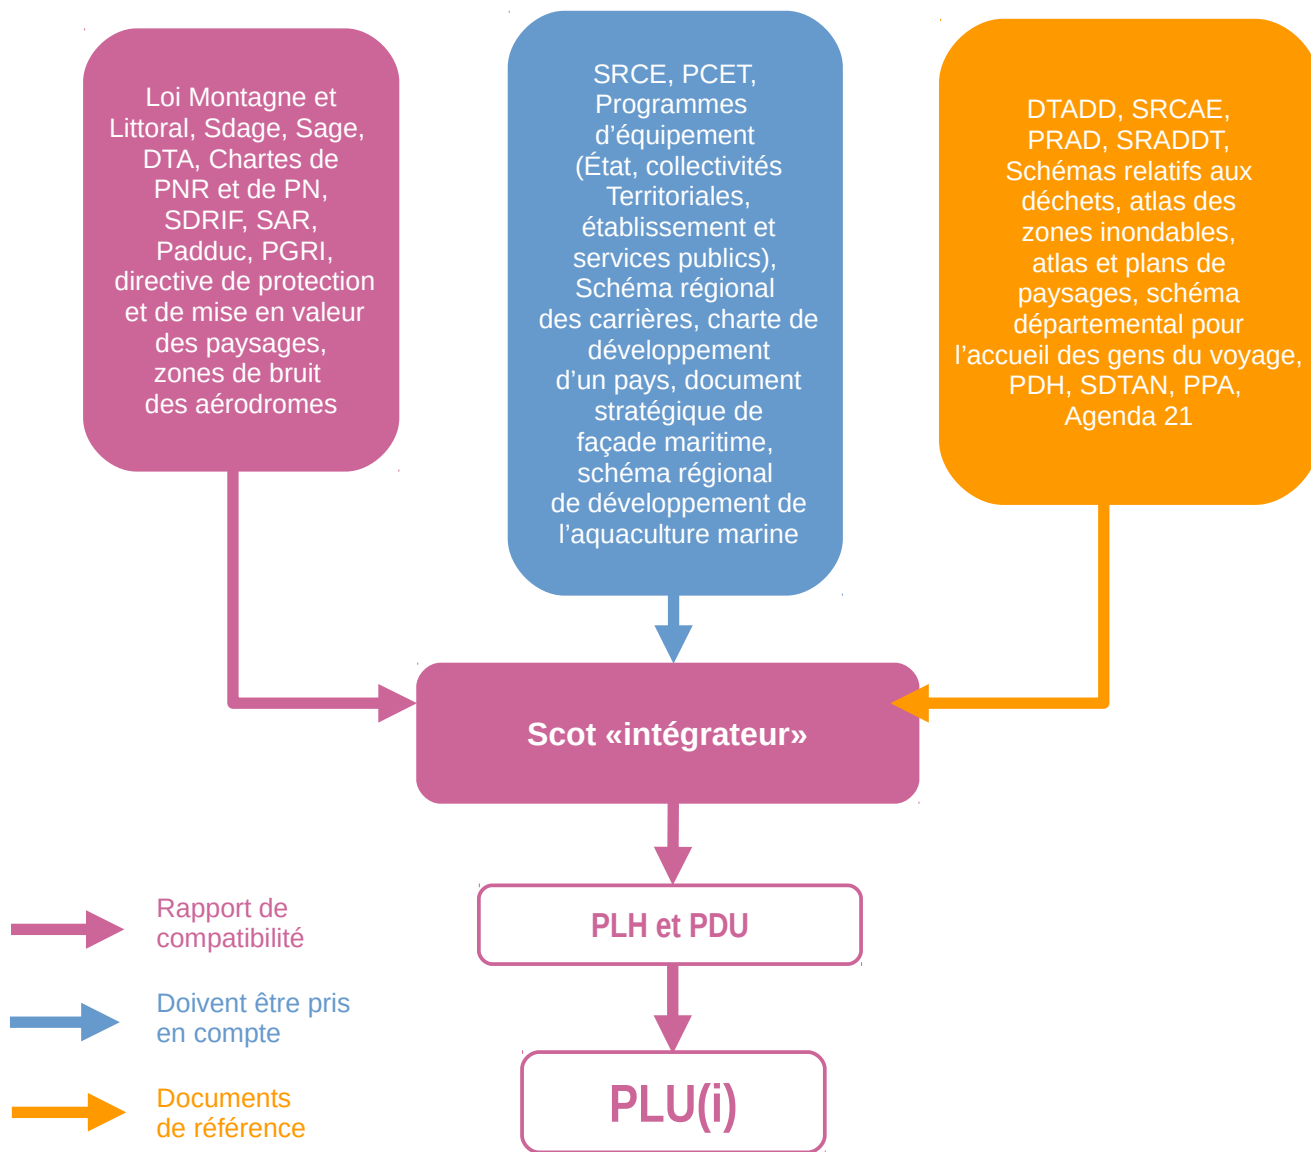 Loi Montagne et
Littoral, Sdage, Sage,
DTA, Chartes de
PNR et de PN,
SDRIF, SAR,
Padduc, PGRI,
directive de protection
et de mise en valeur
des paysages,
zones de bruit
des aérodromes
SRCE, PCET,
Programmes
d’équipement
(État, collectivités
Territoriales,
établissement et
services publics),
Schéma régional
des carrières, charte de
développement
d’un pays, document
stratégique de
façade maritime,
schéma régional
de développement de
l’aquaculture marine
DTADD, SRCAE,
PRAD, SRADDT,
Schémas relatifs aux
déchets, atlas des
zones inondables,
atlas et plans de
paysages, schéma
départemental pour
l’accueil des gens du voyage,
PDH, SDTAN, PPA,
Agenda 21
Scot «intégrateur»
PLH et PDU
PLU(i)
Rapport de
compatibilité
Doivent être pris
en compte
Documents
de référence